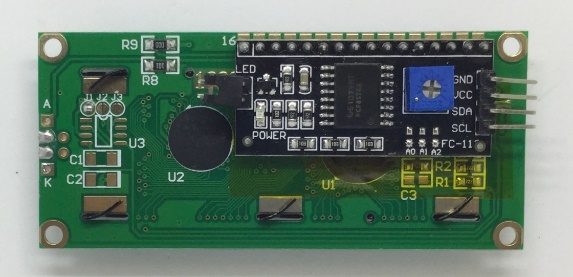 R9
16
R8
LED
J1 J2 J3
A
U3
C1
C2
K
U2
POWER
GND
VCC
SDA
SCL
A0 A1 A2
FC-11
U1
R2
R1
C3